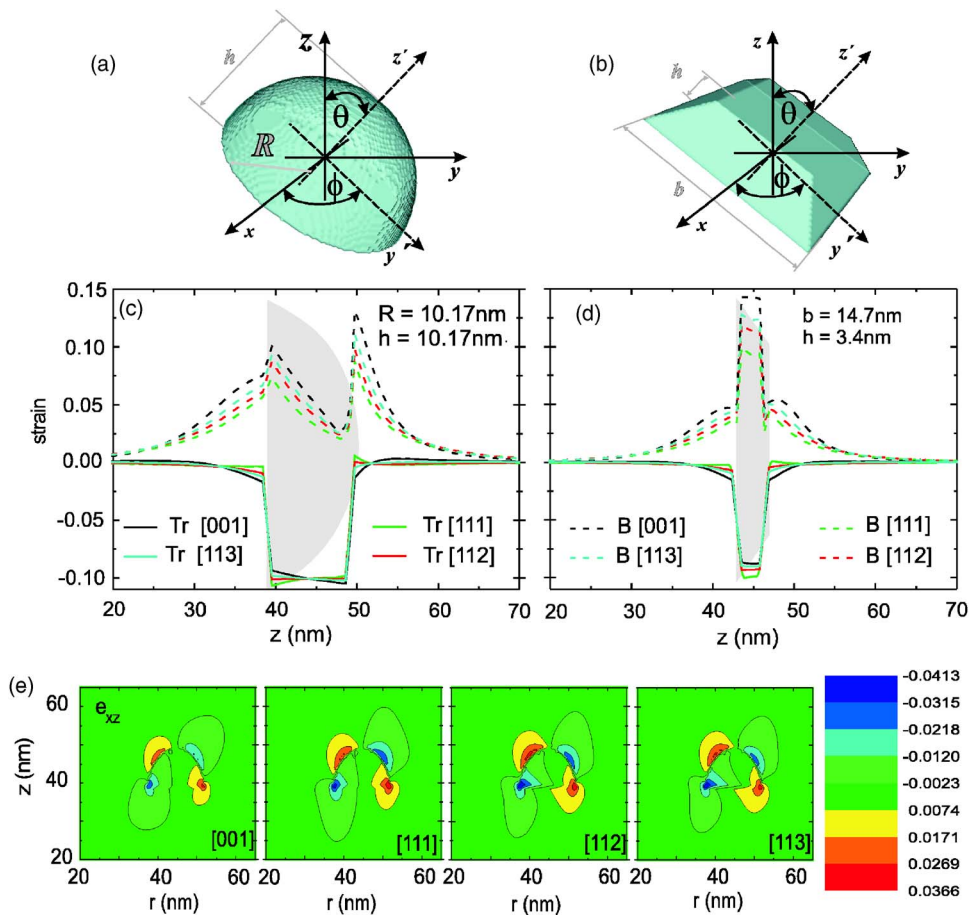 (a)
h
z
z'
θ
R
y
ϕ
x
y'
(b)
h
z
z'
θ
y
ϕ
b
x
y'
(c)
R = 10.17nm
h = 10.17nm
strain
0.15
0.10
0.05
0.00
-0.05
-0.10
Tr [001]
Tr [113]
Tr [111]
Tr [112]
20 30 40 50 60 70
z (nm)
(d)
b = 14.7nm
h = 3.4nm
B [001]
B [113]
B [111]
B [112]
20 30 40 50 60 70
z (nm)
(e)
e_xz
z (nm)
60
40
20
[001]
[111]
[112]
[113]
20 40 60
20 40 60
20 40 60
20 40 60
r (nm)
r (nm)
r (nm)
r (nm)
-0.0413
-0.0315
-0.0218
-0.0120
-0.0023
0.0074
0.0171
0.0269
0.0366